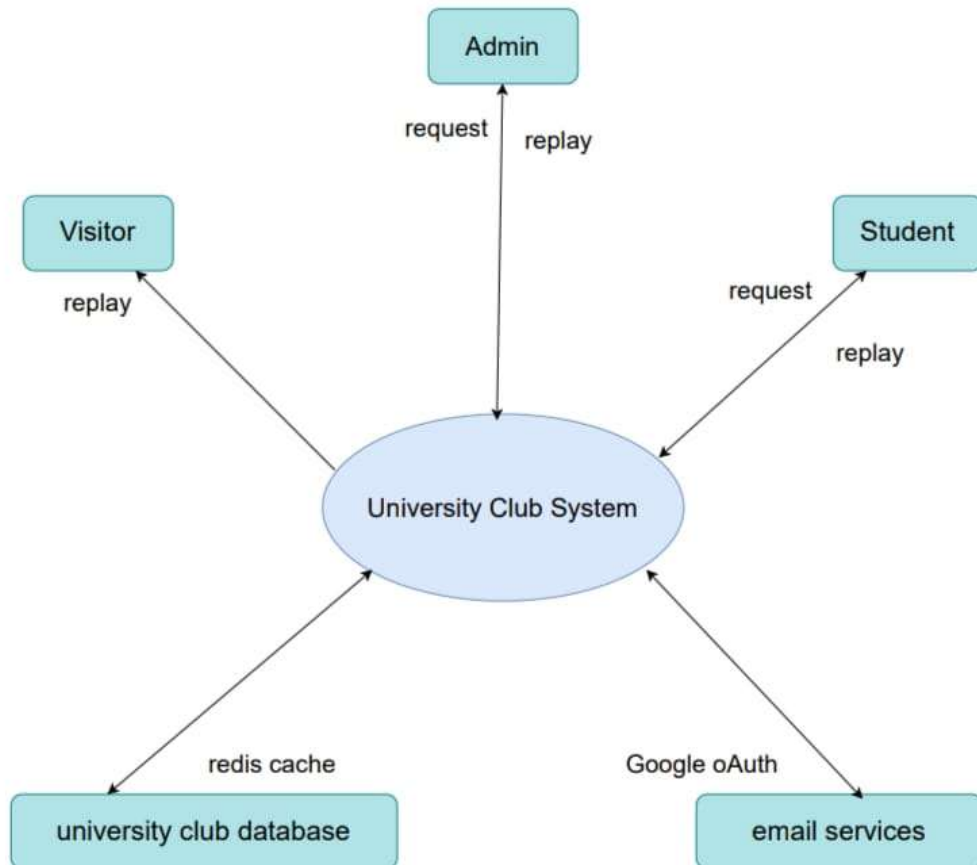 Admin
request
replay
Visitor
Student
replay
request
replay
University Club System
redis cache
Google oAuth
university club database
email services